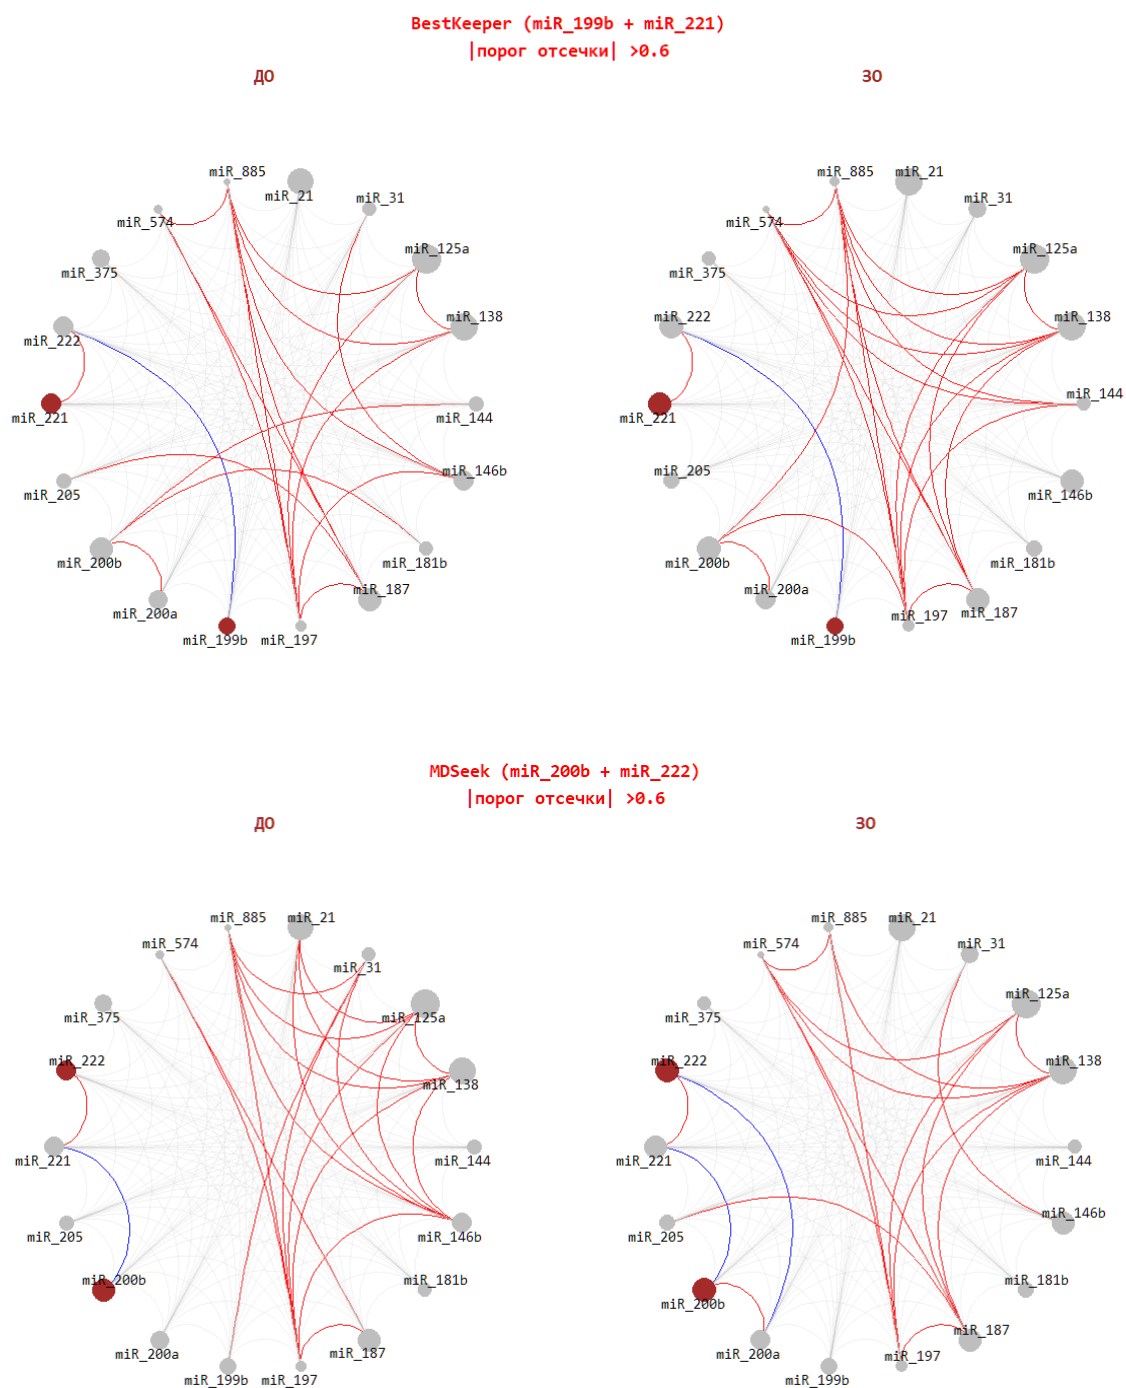 BestKeeper (miR_199b + miR_221)
|порог отсечки| >0.6
ДО
ЗО
miR_885
miR_21
miR_31
miR_574
miR_125a
miR_375
miR_138
miR_222
miR_144
miR_221
miR_146b
miR_205
miR_181b
miR_200b
miR_187
miR_200a
miR_199b
miR_197
miR_885
miR_21
miR_31
miR_574
miR_125a
miR_375
miR_138
miR_222
miR_144
miR_221
miR_205
miR_146b
miR_200b
miR_181b
miR_200a
miR_187
miR_197
miR_199b
MDSeek (miR_200b + miR_222)
|порог отсечки| >0.6
ДО
ЗО
miR_885
miR_21
miR_574
miR_31
miR_375
miR_125a
miR_222
miR_138
miR_221
miR_144
miR_205
miR_146b
miR_200b
miR_181b
miR_200a
miR_187
miR_199b
miR_197
miR_885
miR_21
miR_574
miR_31
miR_125a
miR_375
miR_222
miR_138
miR_221
miR_144
miR_205
miR_146b
miR_200b
miR_181b
miR_200a
miR_187
miR_197
miR_199b